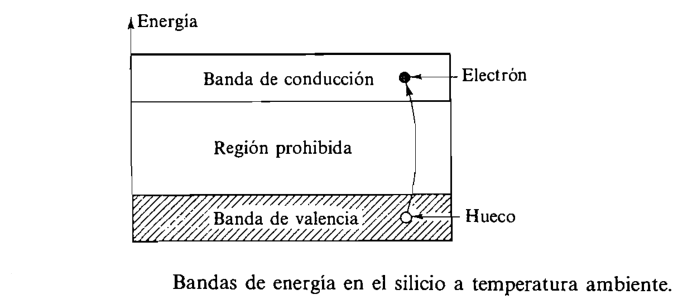 Energía
Banda de conducción
Electrón
Región prohibida
Banda de valencia
Hueco
Bandas de energía en el silicio a temperatura ambiente.